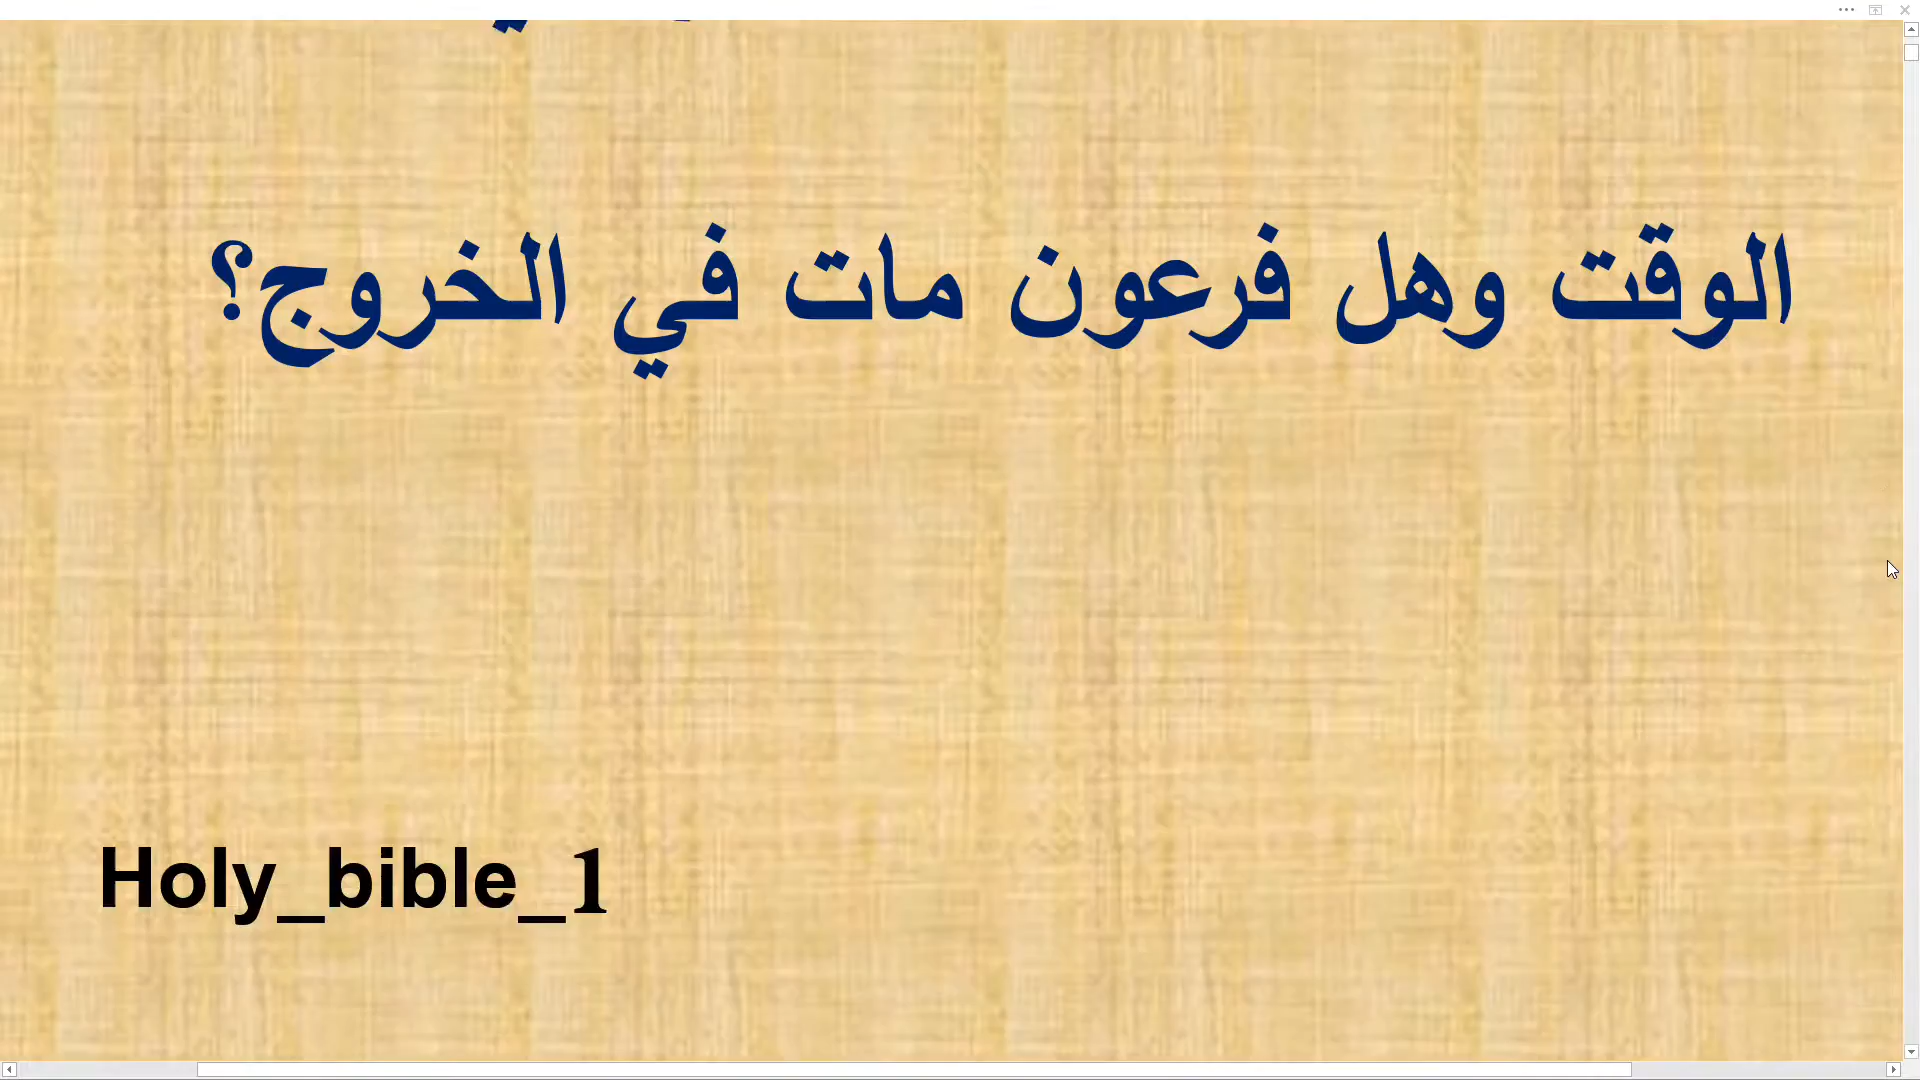 الوقت وهل فرعون مات في الخروج؟
Holy_bible_1